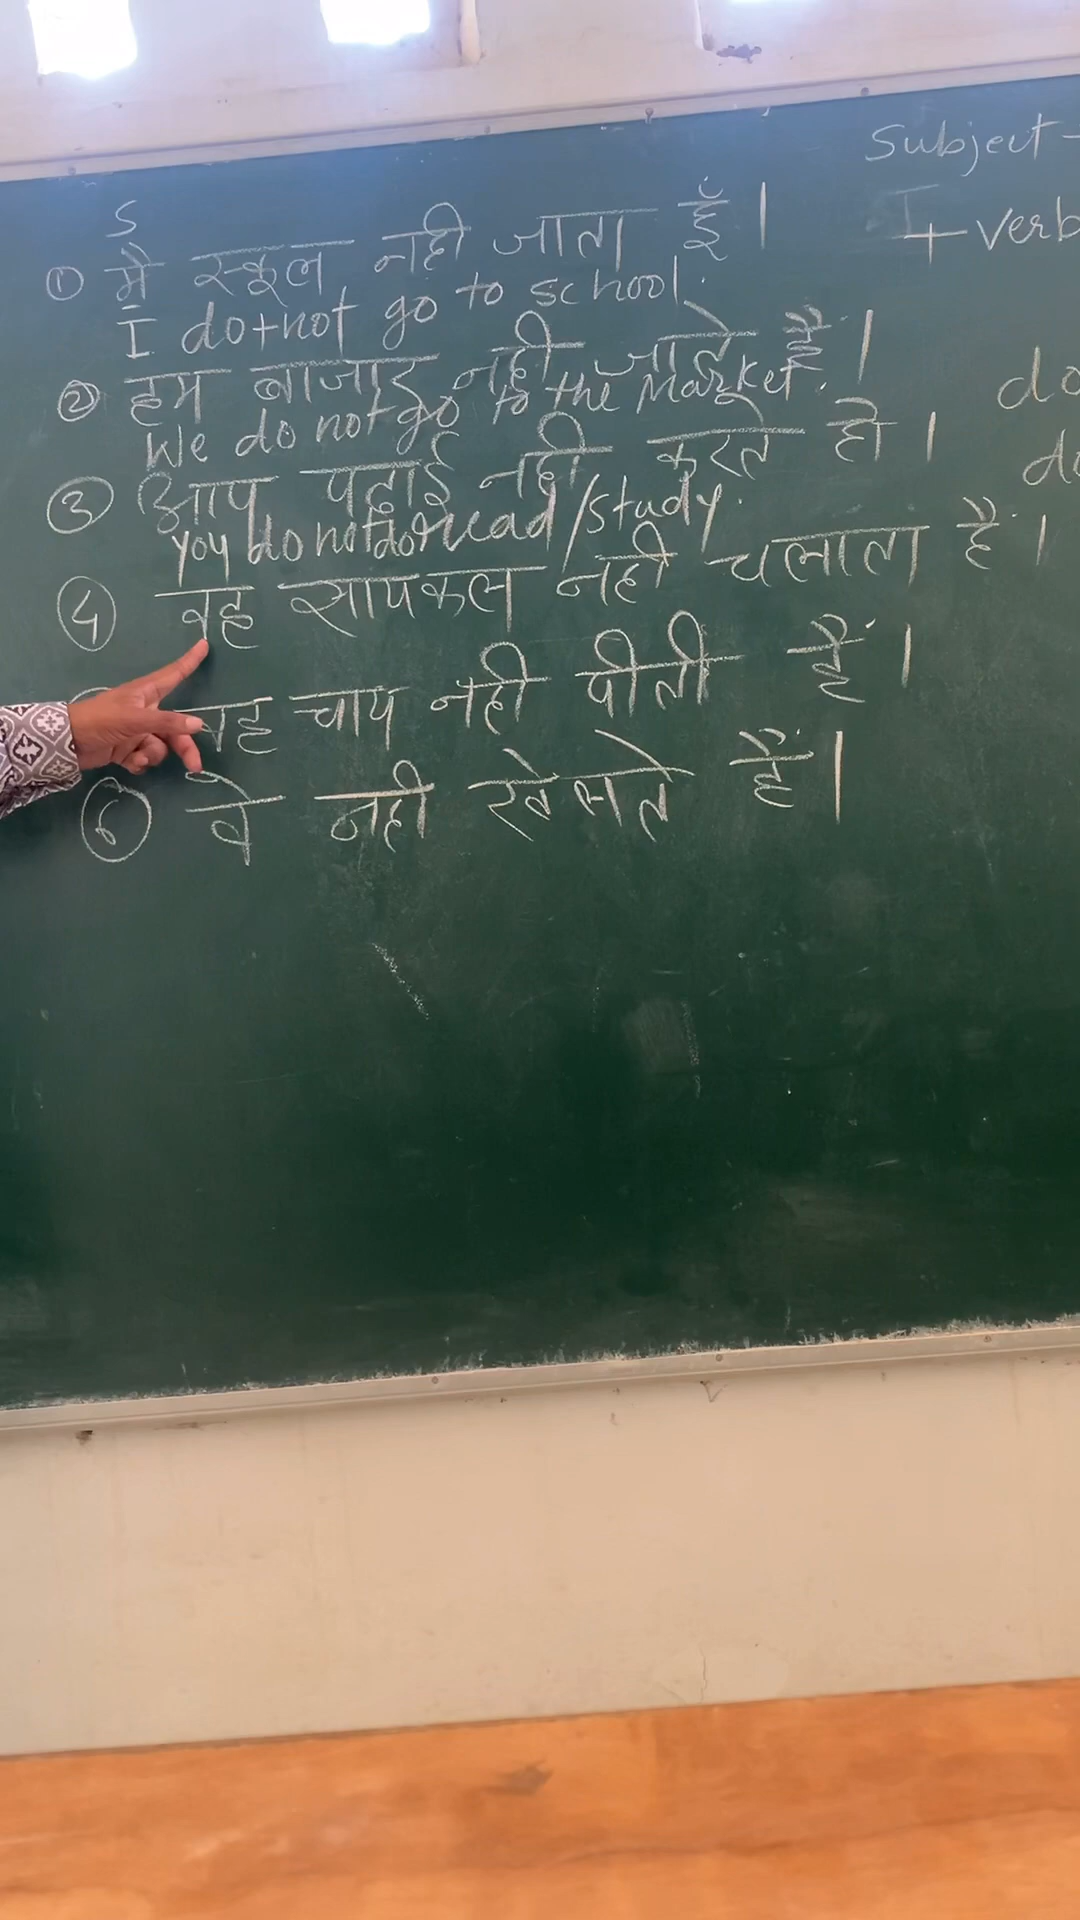 Subject -
+ verb
S
① मै स्कूल नही जाता हूँ।
I do + not go to school.
② हम बाजार नही जाते हैं।
We do not go to the Market.
③ आप पढाई नही करते हो।
you do not do read / study.
④ वह सायकल नही चलाता हैं।
वह चाय नही पीती हैं।
⑥ वे नही खेलते हैं।
do
do